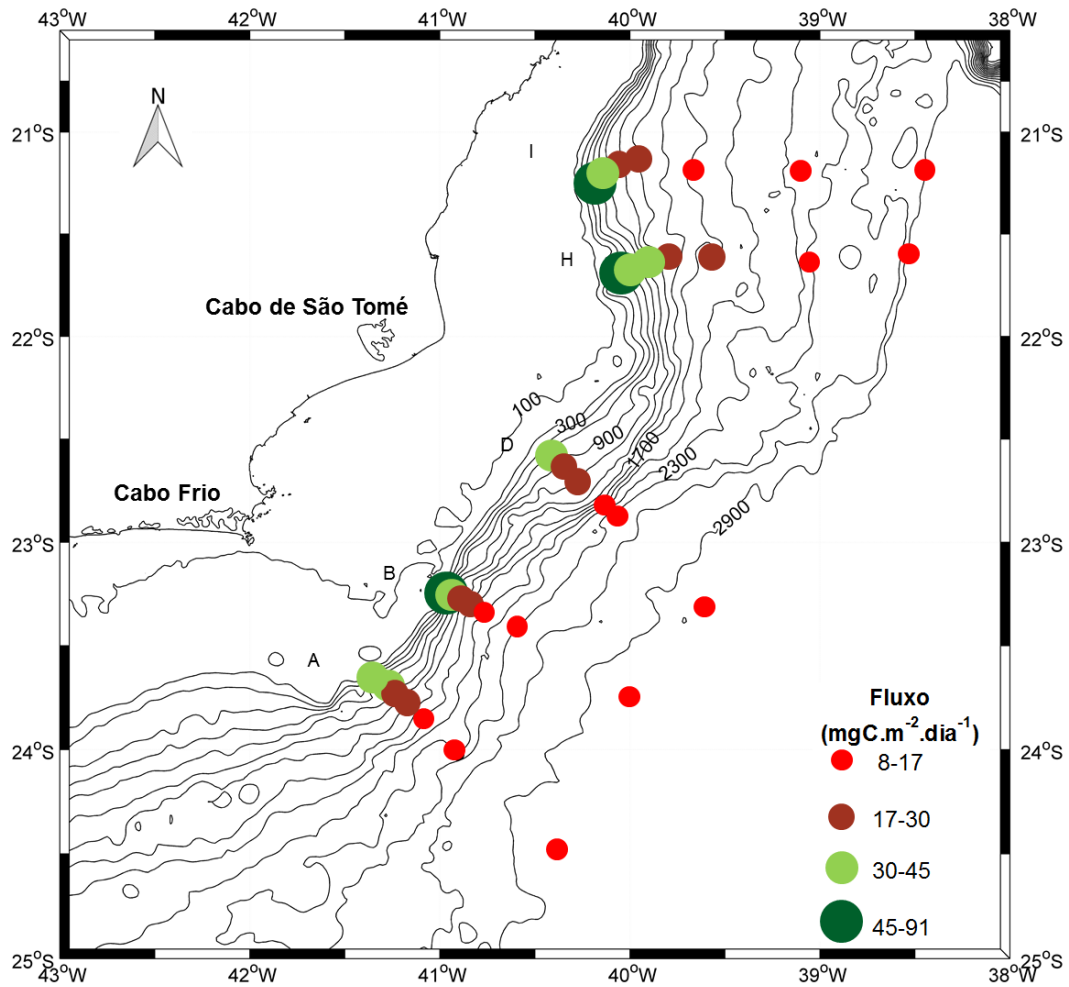 43°W 42°W 41°W 40°W 39°W 38°W
N
21°S 21°S
I
H
Cabo de São Tomé
22°S 22°S
100
300
D
900
1700
2300
Cabo Frio
2900
23°S 23°S
B
A
Fluxo
(mgC.m⁻².dia⁻¹)
8-17
24°S 24°S
17-30
30-45
45-91
25°S 25°S
43°W 42°W 41°W 40°W 39°W 38°W